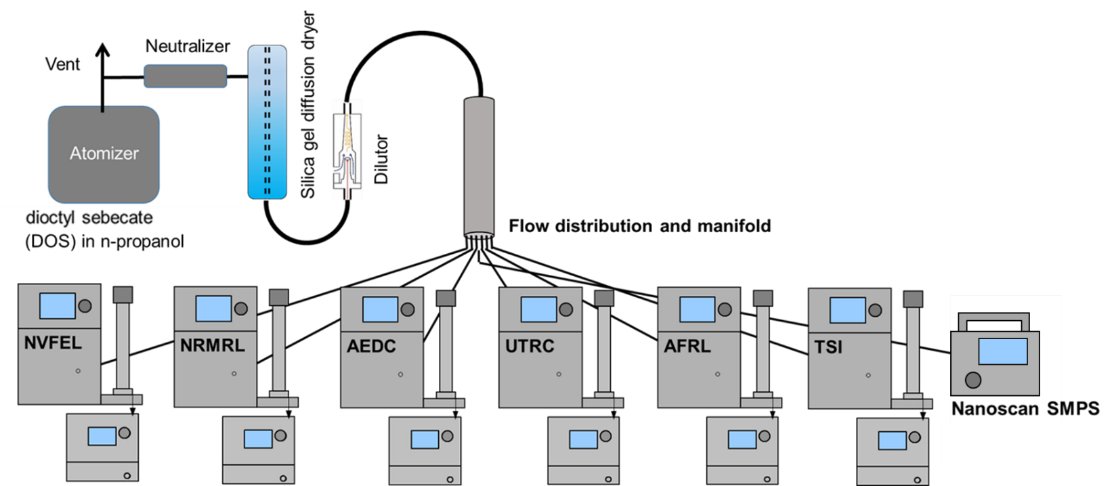 Neutralizer
Vent
Silica gel diffusion dryer
Atomizer
Dilutor
dioctyl sebecate
(DOS) in n-propanol
Flow distribution and manifold
NVFEL
NRMRL
AEDC
UTRC
AFRL
TSI
Nanoscan SMPS